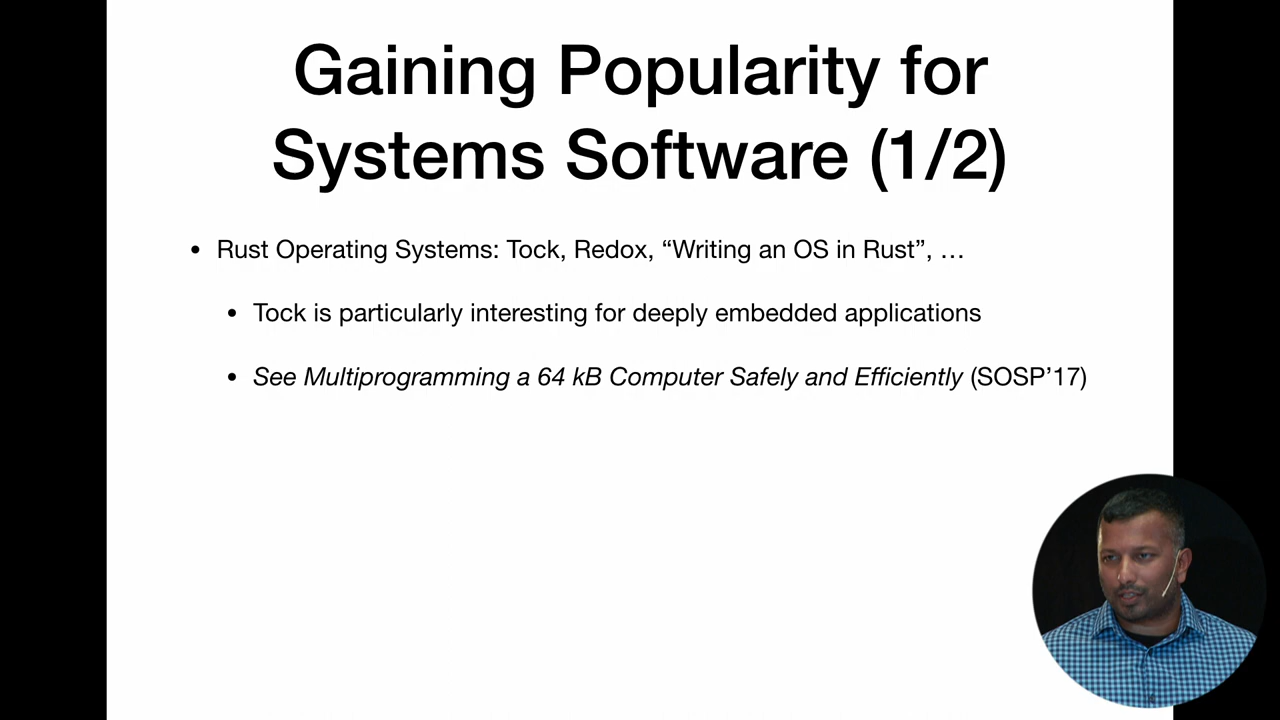 Gaining Popularity for
Systems Software (1/2)
• Rust Operating Systems: Tock, Redox, “Writing an OS in Rust”, …
• Tock is particularly interesting for deeply embedded applications
• See Multiprogramming a 64 kB Computer Safely and Efficiently (SOSP’17)